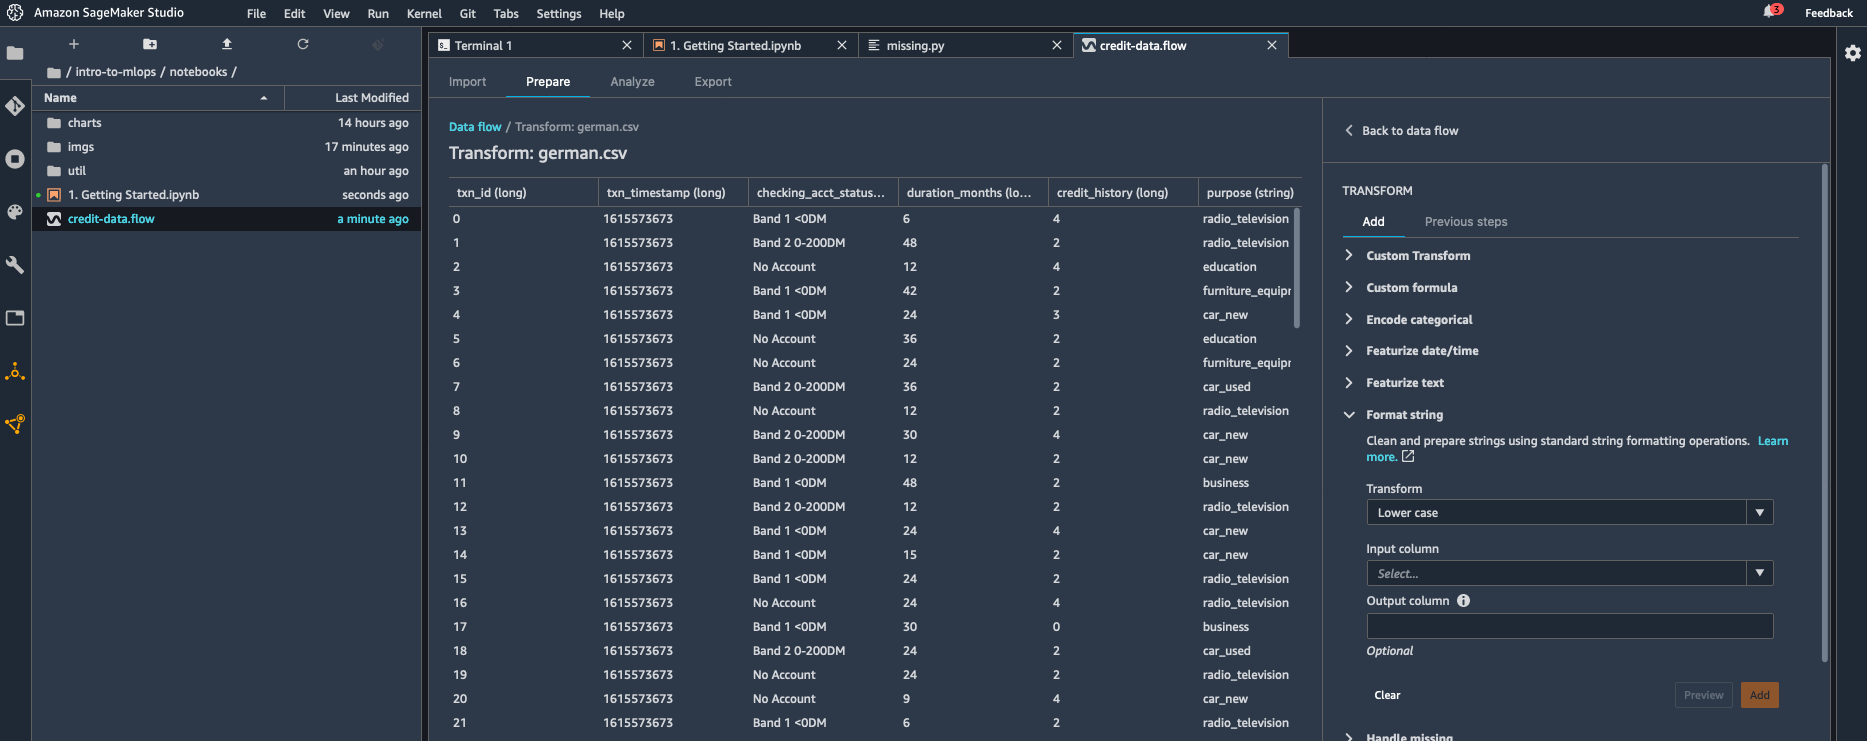 Amazon SageMaker Studio
File Edit View Run Kernel Git Tabs Settings Help
3
Feedback
/ intro-to-mlops / notebooks /
Name Last Modified
charts 14 hours ago
imgs 17 minutes ago
util an hour ago
1. Getting Started.ipynb seconds ago
credit-data.flow a minute ago
Terminal 1
1. Getting Started.ipynb
missing.py
credit-data.flow
Import Prepare Analyze Export
Data flow / Transform: german.csv
Transform: german.csv
txn_id (long) txn_timestamp (long) checking_acct_status... duration_months (lo... credit_history (long) purpose (string)
0 1615573673 Band 1 <0DM 6 4 radio_television
1 1615573673 Band 2 0-200DM 48 2 radio_television
2 1615573673 No Account 12 4 education
3 1615573673 Band 1 <0DM 42 2 furniture_equipr
4 1615573673 Band 1 <0DM 24 3 car_new
5 1615573673 No Account 36 2 education
6 1615573673 No Account 24 2 furniture_equipr
7 1615573673 Band 2 0-200DM 36 2 car_used
8 1615573673 No Account 12 2 radio_television
9 1615573673 Band 2 0-200DM 30 4 car_new
10 1615573673 Band 2 0-200DM 12 2 car_new
11 1615573673 Band 1 <0DM 48 2 business
12 1615573673 Band 2 0-200DM 12 2 radio_television
13 1615573673 Band 1 <0DM 24 4 car_new
14 1615573673 Band 1 <0DM 15 2 car_new
15 1615573673 Band 1 <0DM 24 2 radio_television
16 1615573673 No Account 24 4 radio_television
17 1615573673 Band 1 <0DM 30 0 business
18 1615573673 Band 2 0-200DM 24 2 car_used
19 1615573673 No Account 24 2 radio_television
20 1615573673 No Account 9 4 car_new
21 1615573673 Band 1 <0DM 6 2 radio_television
Back to data flow
TRANSFORM
Add Previous steps
Custom Transform
Custom formula
Encode categorical
Featurize date/time
Featurize text
Format string
Clean and prepare strings using standard string formatting operations. Learn
more.
Transform
Lower case
Input column
Select...
Output column
Optional
Clear Preview Add
Handle missing